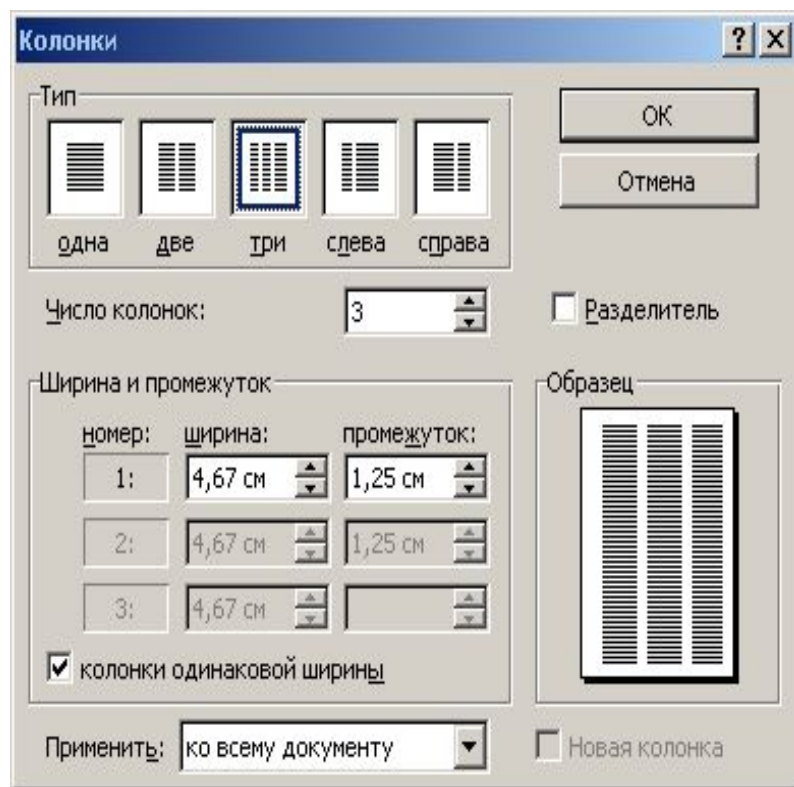 Колонки
Тип
ОК
Отмена
одна две три слева справа
Число колонок: 3 Разделитель
Ширина и промежуток
Образец
номер: ширина: промежуток:
1: 4,67 см 1,25 см
2: 4,67 см 1,25 см
3: 4,67 см
колонки одинаковой ширины
Применить: ко всему документу Новая колонка